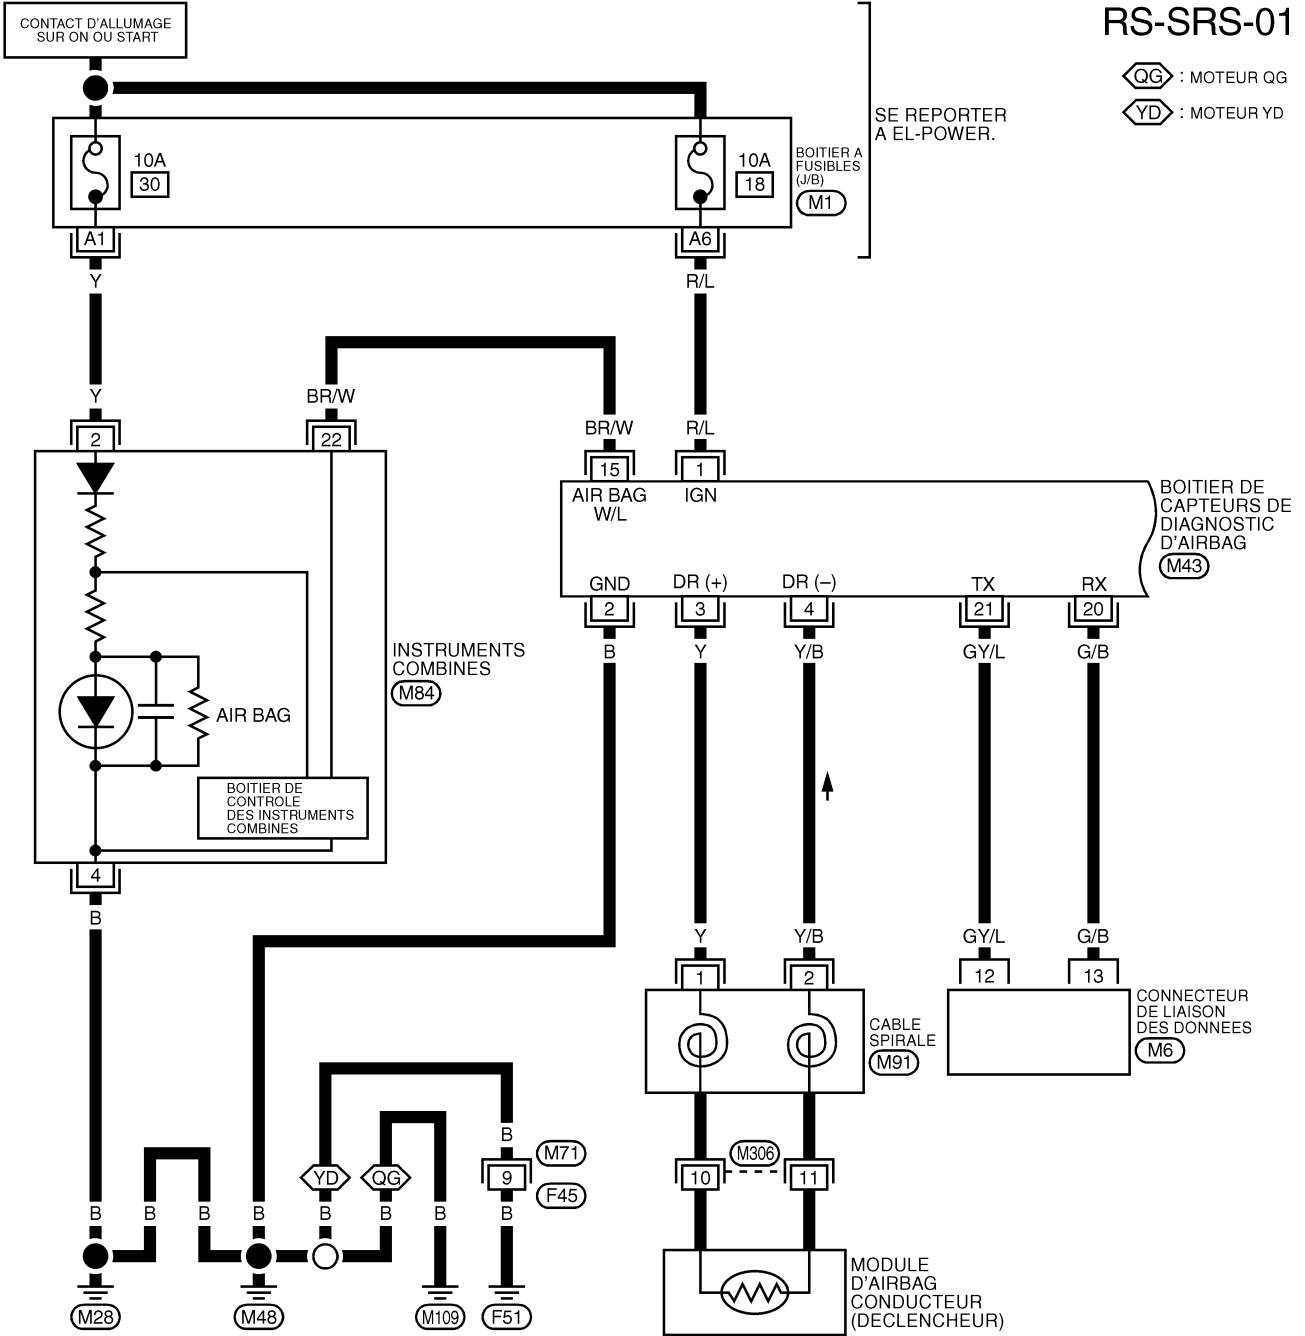 CONTACT D'ALLUMAGE
SUR ON OU START
RS-SRS-01
QG : MOTEUR QG
YD : MOTEUR YD
SE REPORTER
A EL-POWER.
10A
30
10A
18
BOITIER A
FUSIBLES
(J/B)
M1
A1
A6
Y
R/L
Y
BR/W
BR/W
R/L
2
22
15
1
AIR BAG
W/L
IGN
BOITIER DE
CAPTEURS DE
DIAGNOSTIC
D'AIRBAG
M43
GND
DR (+)
DR (–)
TX
RX
2
3
4
21
20
B
Y
Y/B
GY/L
G/B
INSTRUMENTS
COMBINES
M84
AIR BAG
BOITIER DE
CONTROLE
DES INSTRUMENTS
COMBINES
4
B
Y
Y/B
GY/L
G/B
1
2
12
13
CABLE
SPIRALE
M91
CONNECTEUR
DE LIAISON
DES DONNEES
M6
B
M71
9
F45
YD
QG
10
M306
11
B
B
B
B
B
B
B
B
M28
M48
M109
F51
MODULE
D'AIRBAG
CONDUCTEUR
(DECLENCHEUR)